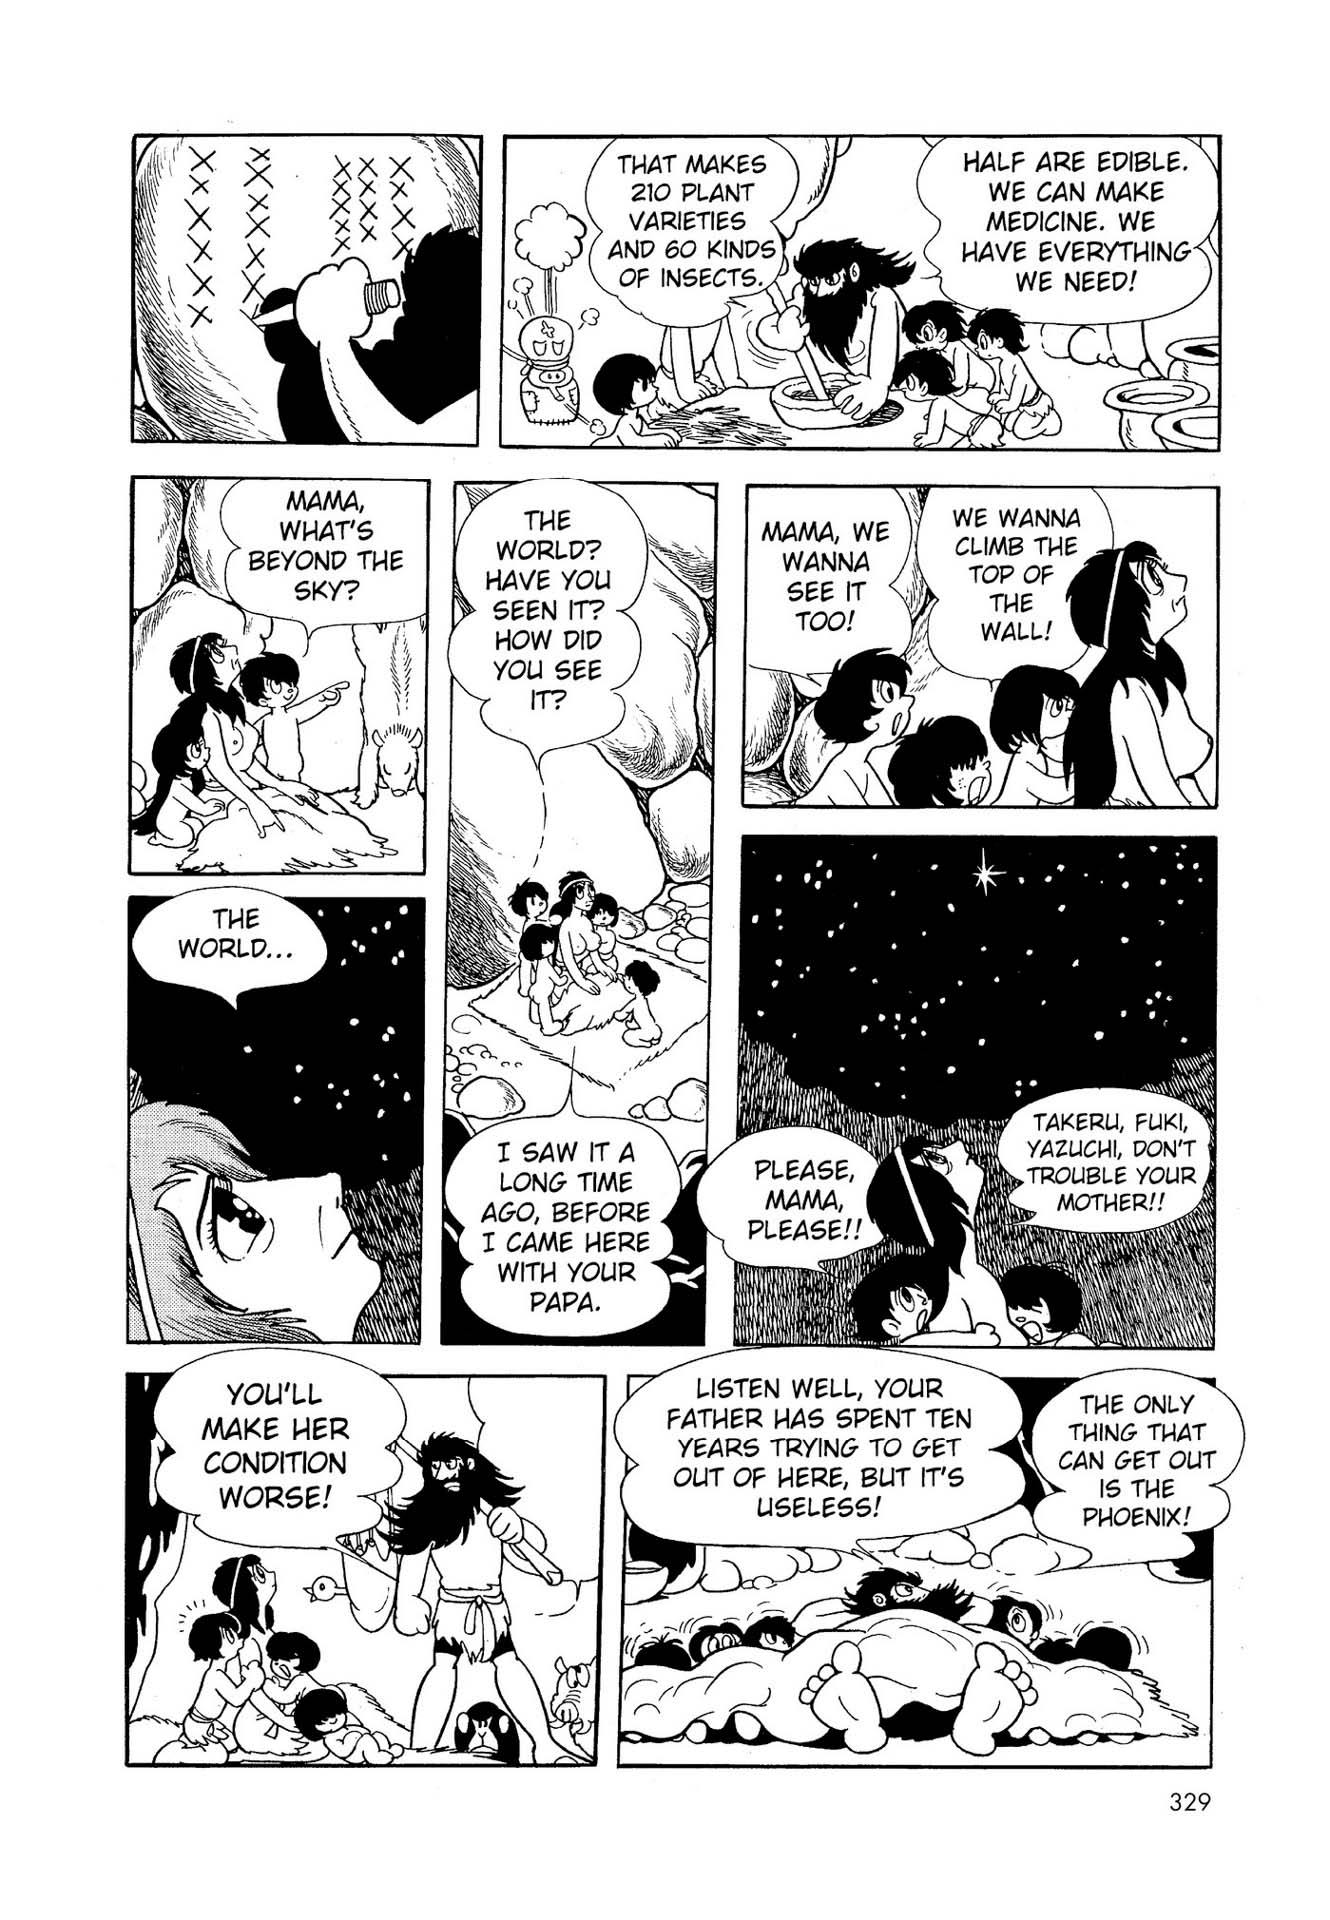 THAT MAKES
210 PLANT
VARIETIES
AND 60 KINDS
OF INSECTS.
HALF ARE EDIBLE.
WE CAN MAKE
MEDICINE. WE
HAVE EVERYTHING
WE NEED!
MAMA,
WHAT'S
BEYOND THE
SKY?
THE
WORLD...
THE
WORLD?
HAVE YOU
SEEN IT?
HOW DID
YOU SEE
IT?
I SAW IT A
LONG TIME
AGO, BEFORE
I CAME HERE
WITH YOUR
PAPA.
MAMA, WE
WANNA
SEE IT
TOO!
WE WANNA
CLIMB THE
TOP OF
THE
WALL!
PLEASE,
MAMA,
PLEASE!!
TAKERU, FUKI,
YAZUCHI, DON'T
TROUBLE YOUR
MOTHER!!
YOU'LL
MAKE HER
CONDITION
WORSE!
LISTEN WELL, YOUR
FATHER HAS SPENT TEN
YEARS TRYING TO GET
OUT OF HERE, BUT IT'S
USELESS!
THE ONLY
THING THAT
CAN GET OUT
IS THE
PHOENIX!
329